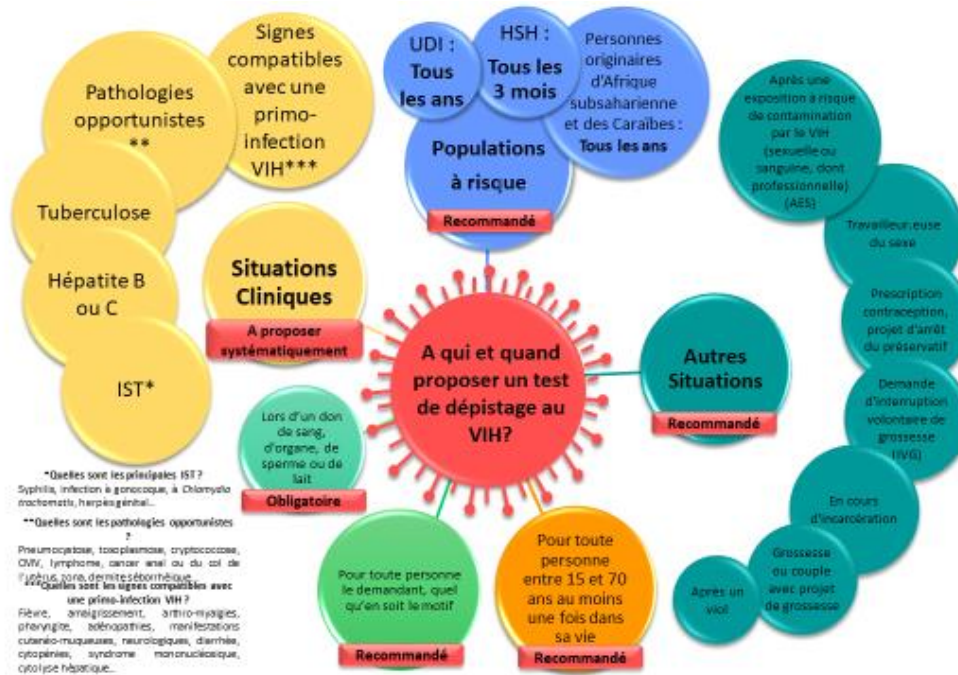 Signes
compatibles
avec une
primo-
infection
VIH***
Pathologies
opportunistes
**
Tuberculose
Hépatite B
ou C
IST*
Situations
Cliniques
A proposer
systématiquement
UDI :
Tous
les ans
HSH :
Tous les
3 mois
Personnes
originaires
d'Afrique
subsaharienne
et des Caraïbes :
Tous les ans
Populations
à risque
Recommandé
A qui et quand
proposer un test
de dépistage au
VIH?
Autres
Situations
Recommandé
Après une
exposition à risque
de contamination
par le VIH
(sexuelle ou
sanguine, dont
professionnelle)
(AES)
Travailleur.euse
du sexe
Prescription
contraception,
projet d'arrêt
du préservatif
Demande
d'interruption
volontaire de
grossesse
(IVG)
En cours
d'incarcération
Grossesse
ou couple
avec projet
de grossesse
Après un
viol
Lors d'un don
de sang,
d'organe, de
sperme ou de
lait
Obligatoire
Pour toute personne
le demandant, quel
qu'en soit le motif
Recommandé
Pour toute
personne
entre 15 et 70
ans au moins
une fois dans
sa vie
Recommandé
*Quelles sont les principales IST ?
Syphilis, infection à gonocoque, à Chlamydia
trachomatis, herpès génital...
**Quelles sont les pathologies opportunistes
?
Pneumocystose, toxoplasmose, cryptococcose,
CMV, lymphome, cancer anal ou du col de
l'utérus, zona, dermite séborrhéique...
***Quelles sont les signes compatibles avec
une primo-infection VIH ?
Fièvre, amaigrissement, arthro-myalgies,
pharyngite, adénopathies, manifestations
cutanéo-muqueuses, neurologiques, diarrhée,
cytopénies, syndrome mononucléosique,
cytolyse hépatique...